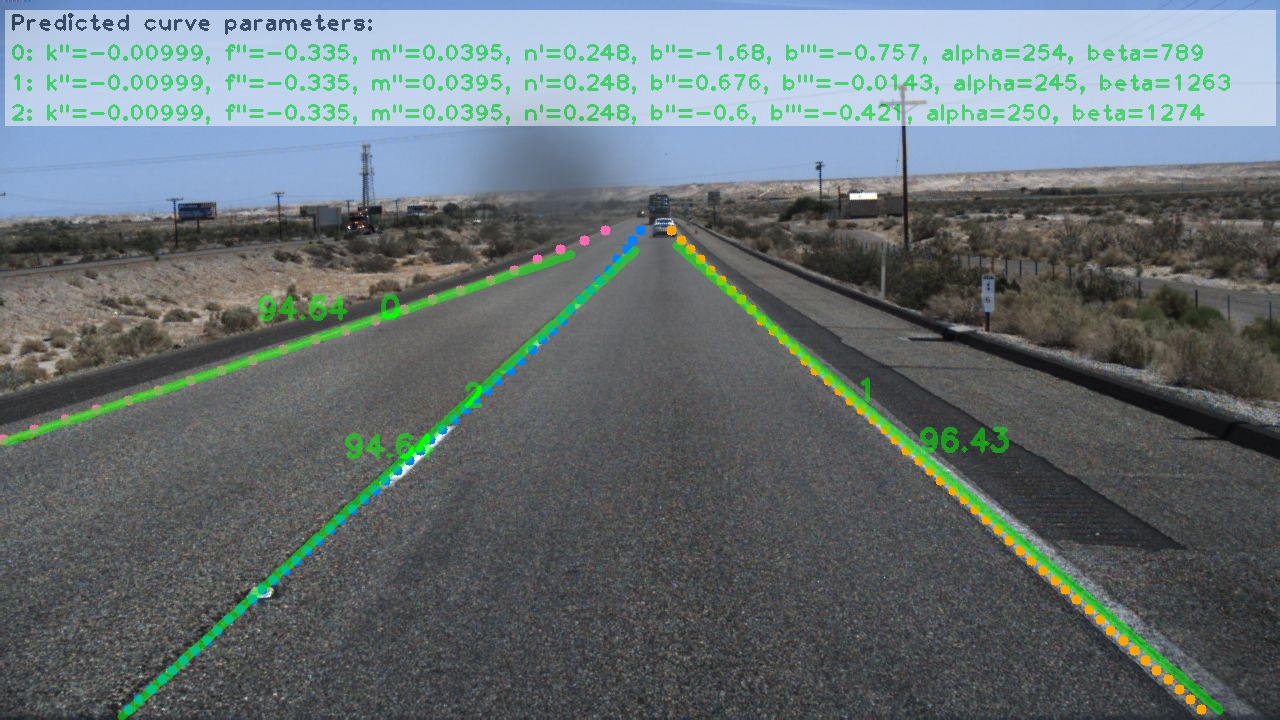 Predicted curve parameters:
0: k''=-0.00999, f''=-0.335, m''=0.0395, n'=0.248, b''=-1.68, b'''=-0.757, alpha=254, beta=789
1: k''=-0.00999, f''=-0.335, m''=0.0395, n'=0.248, b''=0.676, b'''=-0.0143, alpha=245, beta=1263
2: k''=-0.00999, f''=-0.335, m''=0.0395, n'=0.248, b''=-0.6, b'''=-0.421, alpha=250, beta=1274
94.64 0
2
1
94.64
96.43